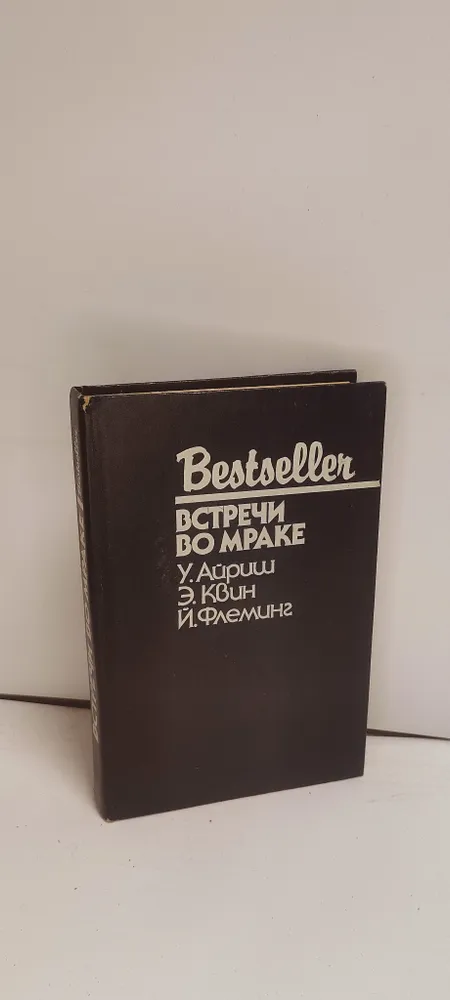 Bestseller
ВСТРЕЧИ
ВО МРАКЕ
У. Айриш
Э. Квин
Й. Флеминг